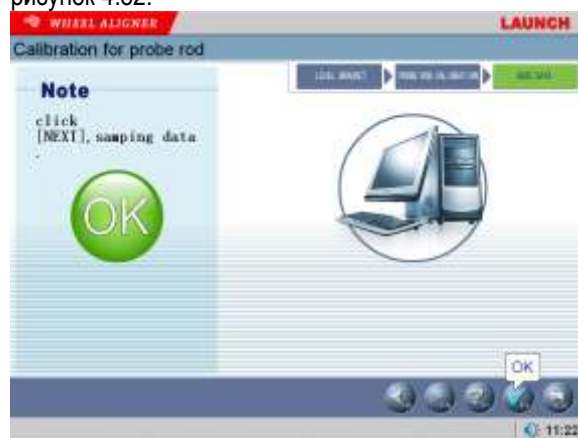 рисунок 4.82.
WHEEL ALIGNER
LAUNCH
Calibration for probe rod
Note
click
[NEXT], samping data
.
OK
OK
11:22